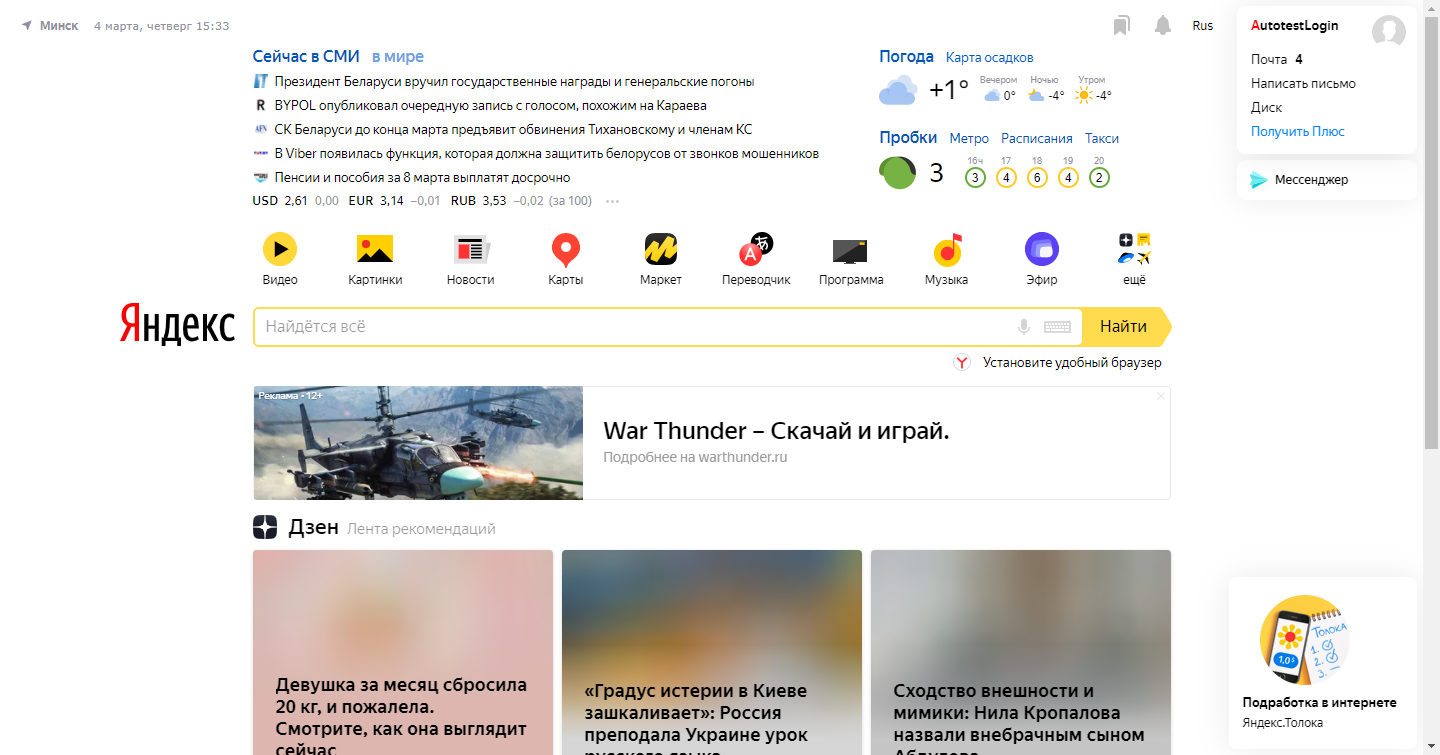 Минск 4 марта, четверг 15:33
Rus
AutotestLogin
Почта 4
Написать письмо
Диск
Получить Плюс
Мессенджер
Сейчас в СМИ в мире
Президент Беларуси вручил государственные награды и генеральские погоны
BYPOL опубликовал очередную запись с голосом, похожим на Караева
СК Беларуси до конца марта предъявит обвинения Тихановскому и членам КС
В Viber появилась функция, которая должна защитить белорусов от звонков мошенников
Пенсии и пособия за 8 марта выплатят досрочно
USD 2,61 0,00 EUR 3,14 −0,01 RUB 3,53 −0,02 (за 100)
Погода Карта осадков
+1° Вечером 0° Ночью -4° Утром -4°
Пробки Метро Расписания Такси
3
16ч 17 18 19 20
3 4 6 4 2
Видео Картинки Новости Карты Маркет Переводчик Программа Музыка Эфир ещё
Яндекс
Найдётся всё
Найти
Установите удобный браузер
Реклама • 12+
War Thunder – Скачай и играй.
Подробнее на warthunder.ru
Дзен Лента рекомендаций
Девушка за месяц сбросила
20 кг, и пожалела.
Смотрите, как она выглядит
сейчас
«Градус истерии в Киеве
зашкаливает»: Россия
преподала Украине урок
русского языка
Сходство внешности и
мимики: Нила Кропалова
назвали внебрачным сыном
Абдулова
Толока
1.
2.
3.
1,0$
Подработка в интернете
Яндекс.Толока